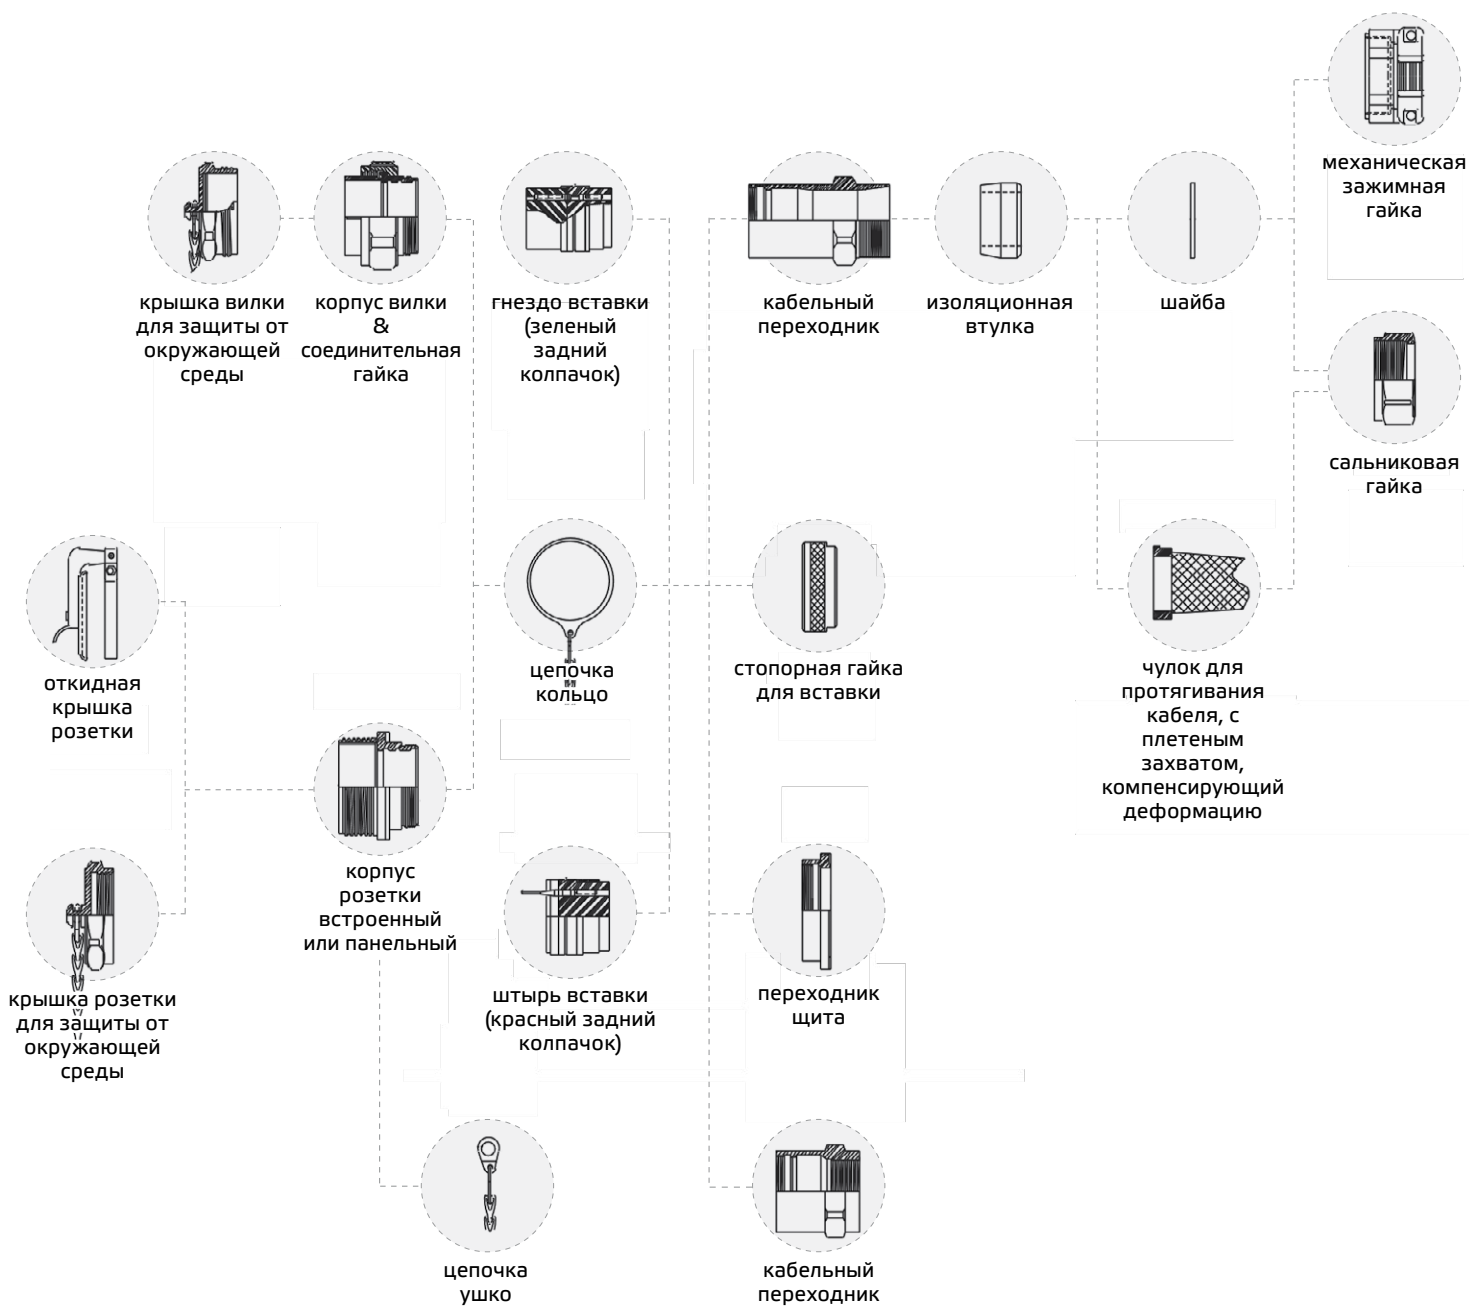 механическая
зажимная
гайка
крышка вилки
для защиты от
окружающей
среды
корпус вилки
&
соединительная
гайка
гнездо вставки
(зеленый
задний
колпачок)
кабельный
переходник
изоляционная
втулка
шайба
сальниковая
гайка
откидная
крышка
розетки
цепочка
кольцо
стопорная гайка
для вставки
чулок для
протягивания
кабеля, с
плетеным
захватом,
компенсирующий
деформацию
корпус
розетки
встроенный
или панельный
крышка розетки
для защиты от
окружающей
среды
штырь вставки
(красный задний
колпачок)
переходник
щита
цепочка
ушко
кабельный
переходник